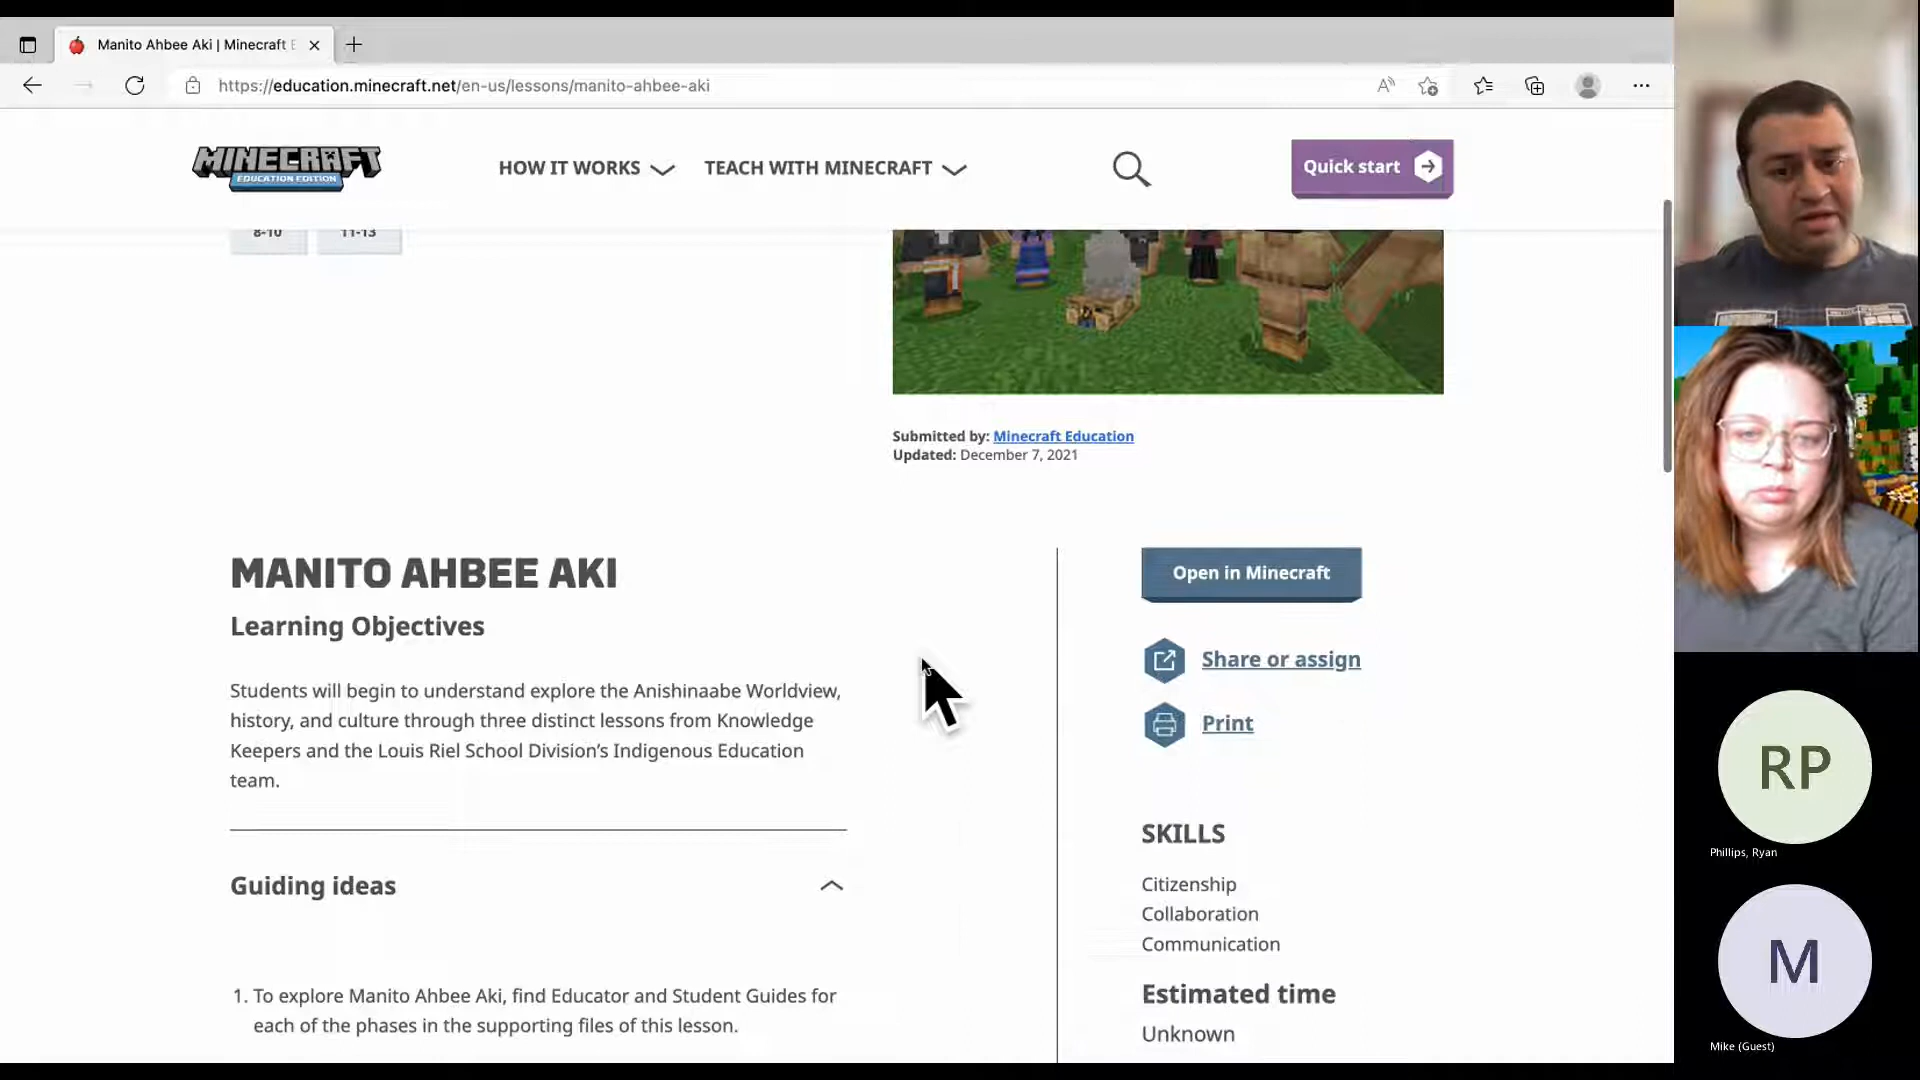 Manito Ahbee Aki | Minecraft E
https://education.minecraft.net/en-us/lessons/manito-ahbee-aki
MINECRAFT
EDUCATION EDITION
HOW IT WORKS
TEACH WITH MINECRAFT
Quick start
8-10
11-13
Submitted by: Minecraft Education
Updated: December 7, 2021
MANITO AHBEE AKI
Learning Objectives
Students will begin to understand explore the Anishinaabe Worldview,
history, and culture through three distinct lessons from Knowledge
Keepers and the Louis Riel School Division’s Indigenous Education
team.
Guiding ideas
1. To explore Manito Ahbee Aki, find Educator and Student Guides for
each of the phases in the supporting files of this lesson.
Open in Minecraft
Share or assign
Print
SKILLS
Citizenship
Collaboration
Communication
Estimated time
Unknown
RP
Phillips, Ryan
M
Mike (Guest)